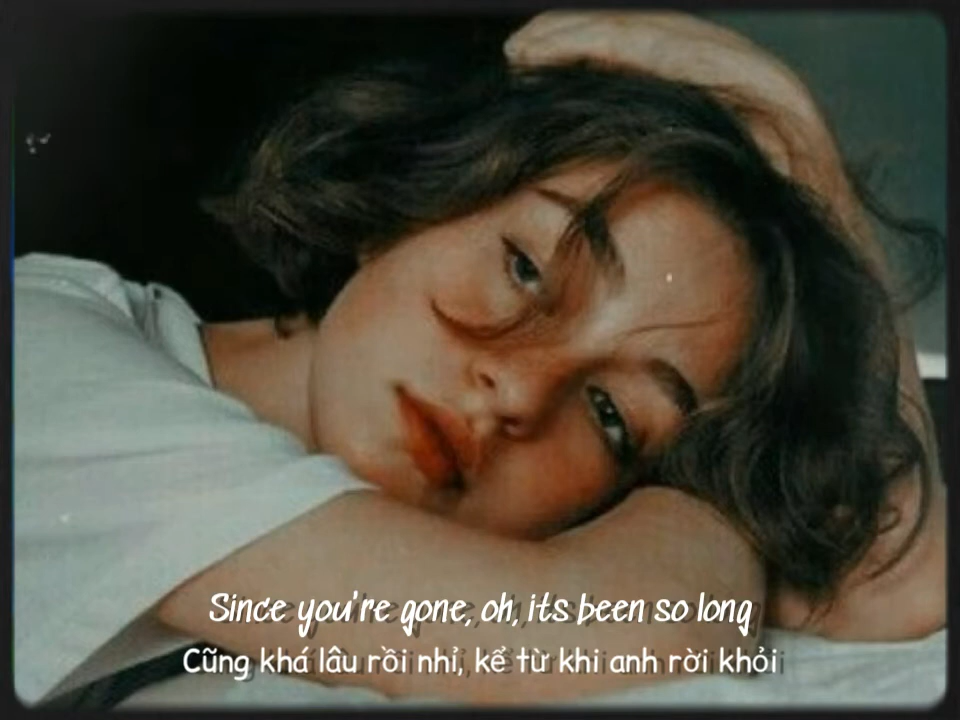 Since you're gone, oh, its been so long
Cũng khá lâu rồi nhỉ, kể từ khi anh rời khỏi